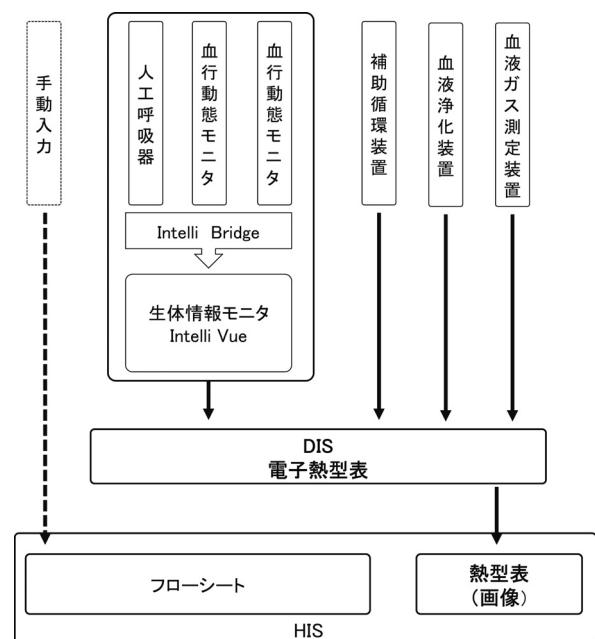 手動入力
人工呼吸器
血行動態モニタ
血行動態モニタ
補助循環装置
血液浄化装置
血液ガス測定装置
Intelli Bridge
生体情報モニタ
Intelli Vue
DIS
電子熱型表
フローシート
熱型表
(画像)
HIS